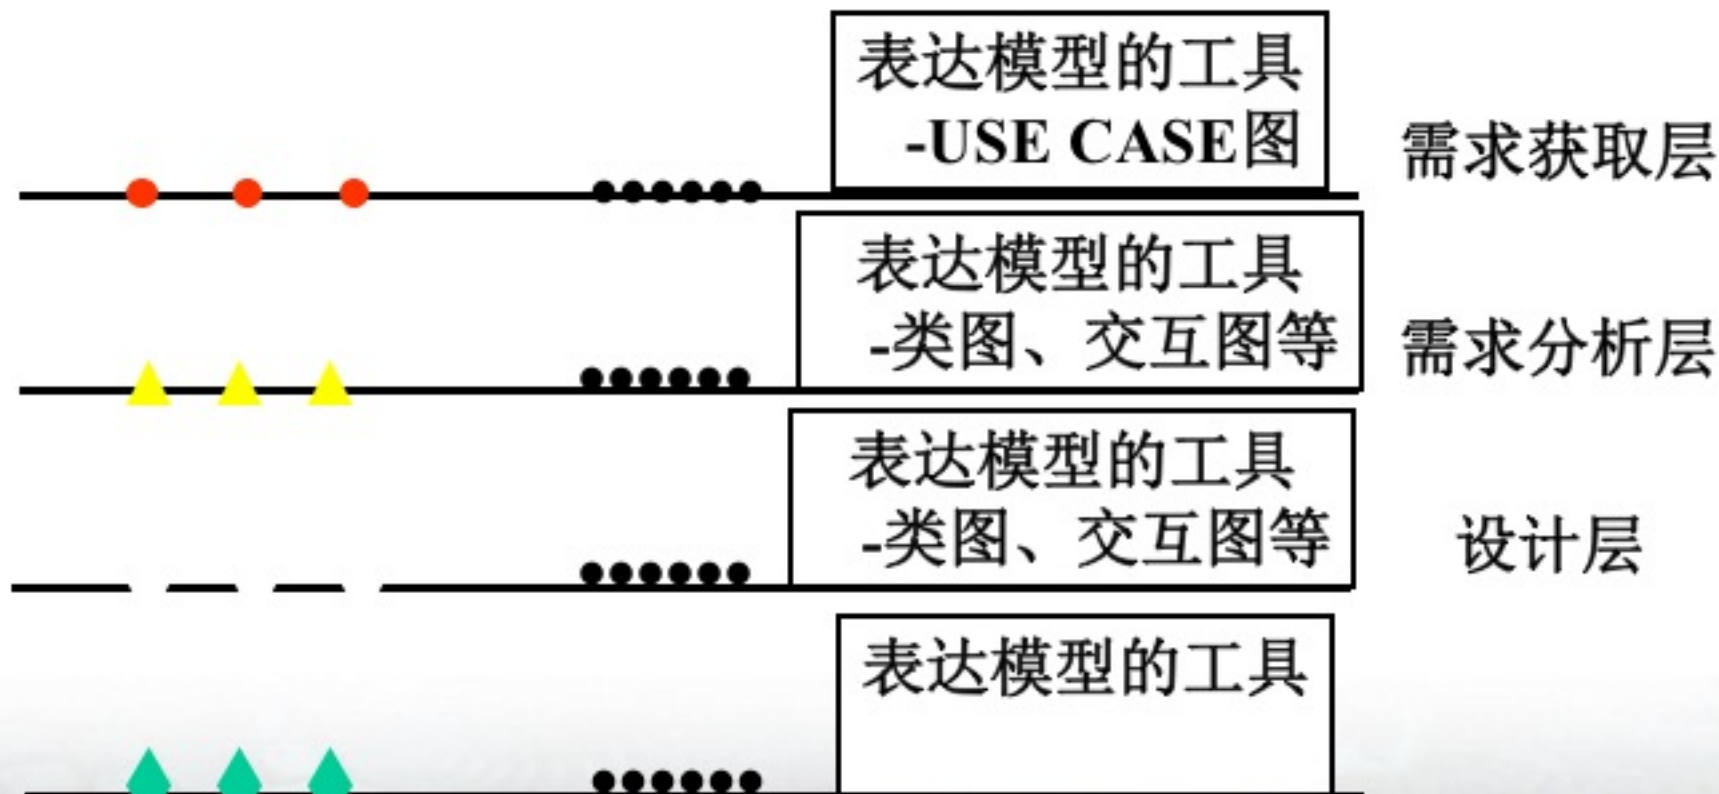 表达模型的工具
-USE CASE图
需求获取层
表达模型的工具
-类图、交互图等
需求分析层
表达模型的工具
-类图、交互图等
设计层
表达模型的工具